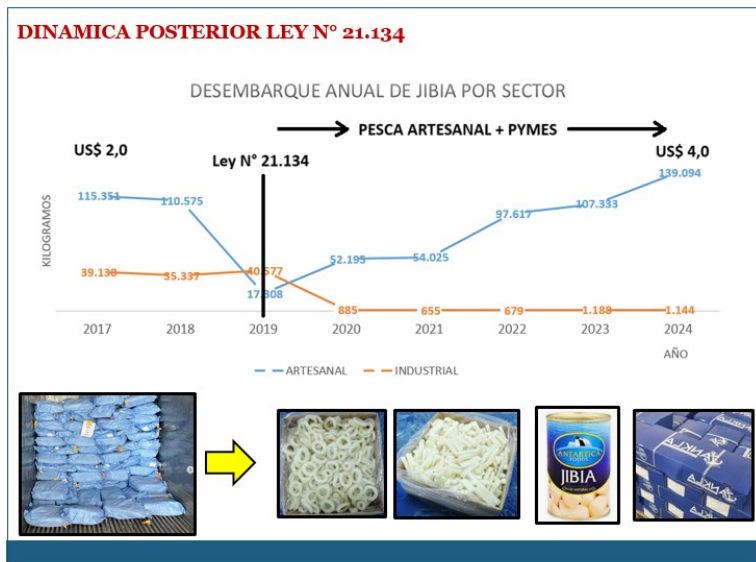 DINAMICA POSTERIOR LEY N° 21.134
DESEMBARQUE ANUAL DE JIBIA POR SECTOR
PESCA ARTESANAL + PYMES
US$ 2,0
Ley N° 21.134
US$ 4,0
KILOGRAMOS
115.351
110.575
17.808
52.195
54.025
97.617
107.333
139.094
39.130
35.337
40.577
885
655
679
1.188
1.144
2017
2018
2019
2020
2021
2022
2023
2024
AÑO
ARTESANAL
INDUSTRIAL
ANTARTICA
FOODS
JIBIA